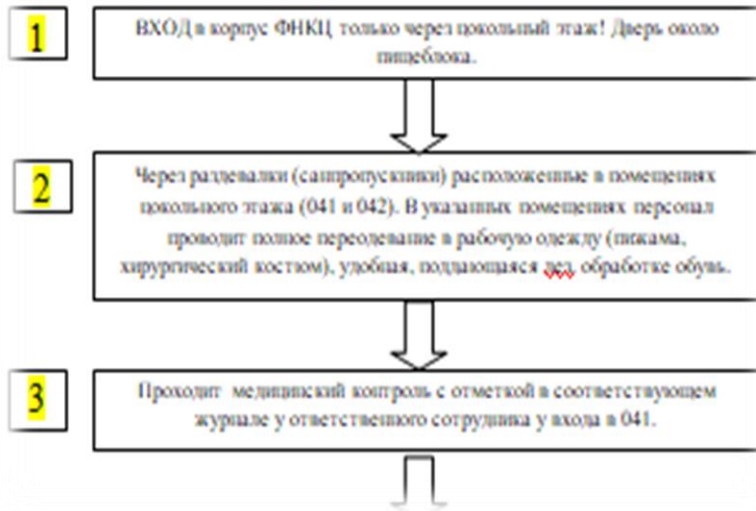 1
ВХОД в корпус ФНКЦ только через цокольный этаж! Дверь около
пищеблока.
2
Через раздевалки (санпропускники) расположенные в помещениях
цокольного этажа (041 и 042). В указанных помещениях персонал
проводит полное переодевание в рабочую одежду (пижама,
хирургический костюм), удобная, поддающаяся дез. обработке обувь.
3
Проходит медицинский контроль с отметкой в соответствующем
журнале у ответственного сотрудника у входа в 041.